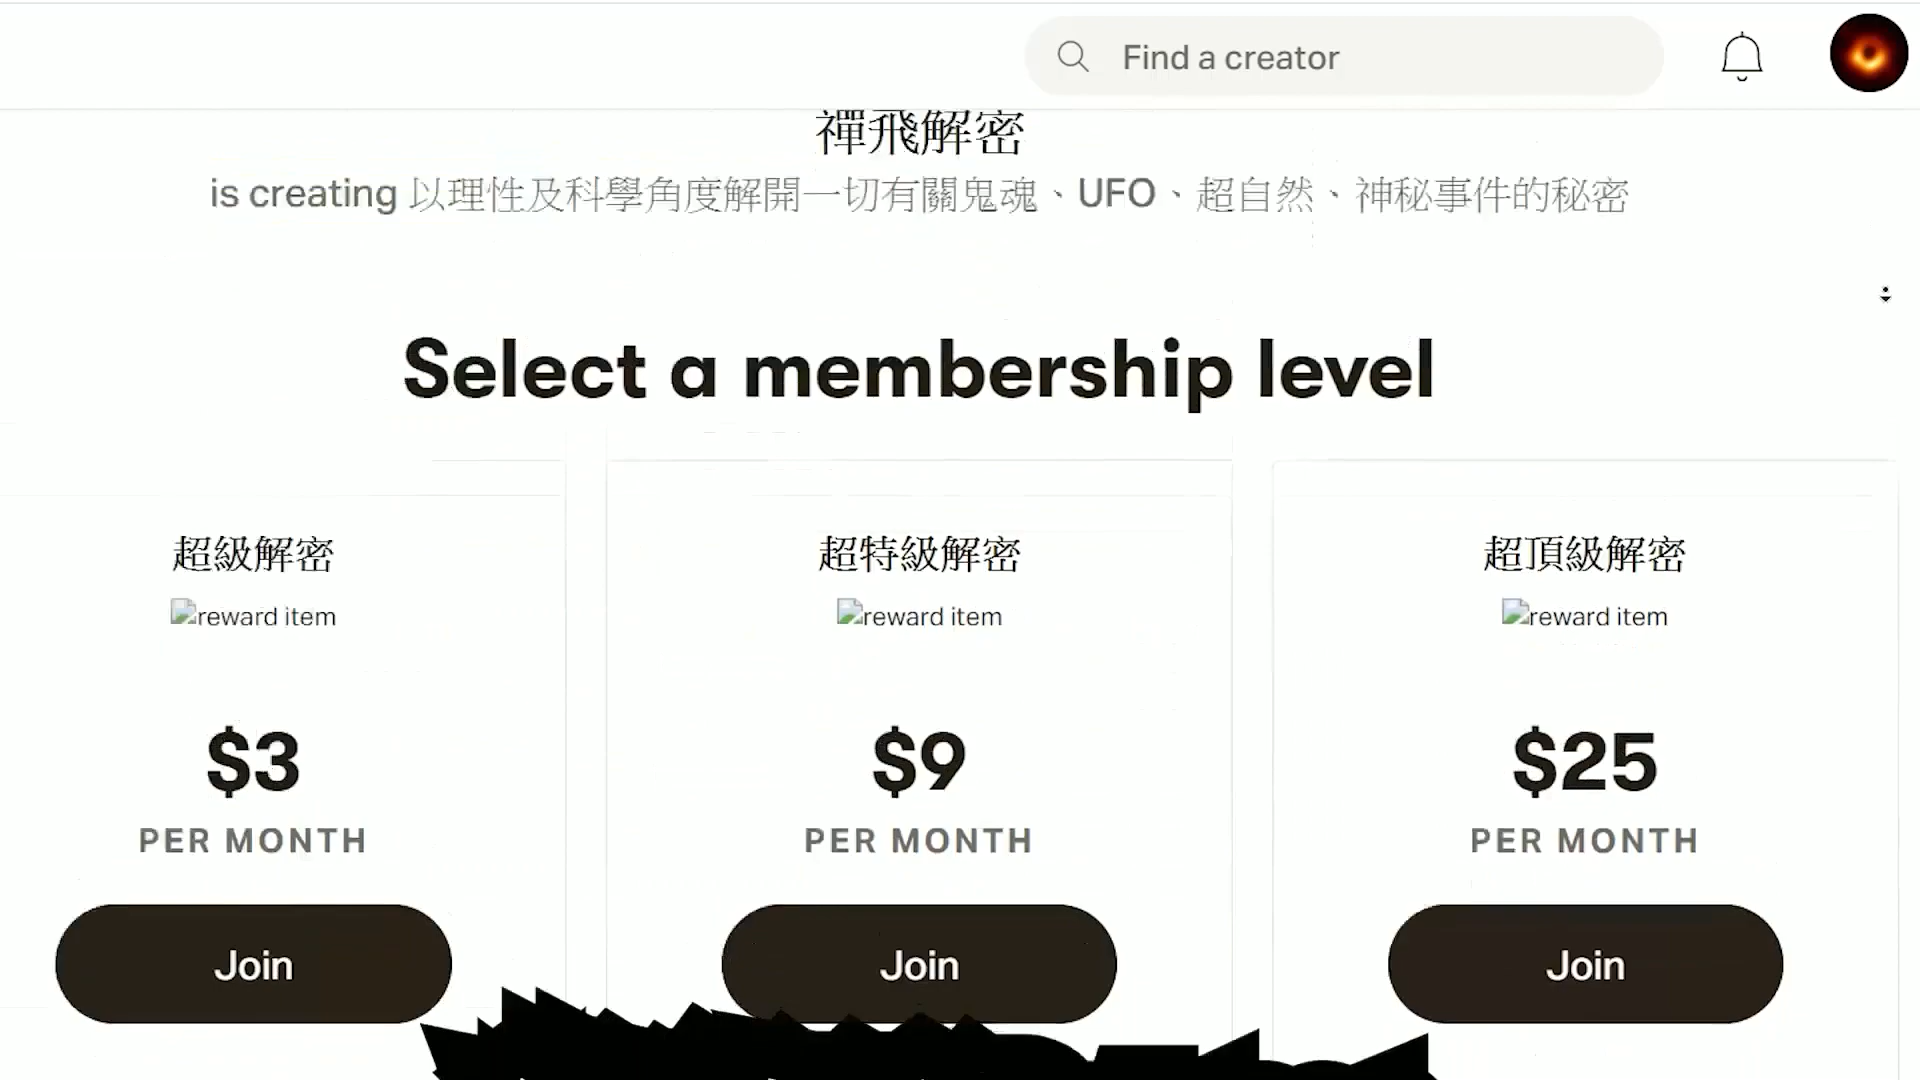 Find a creator
禪飛解密
is creating 以理性及科學角度解開一切有關鬼魂、UFO、超自然、神秘事件的秘密
Select a membership level
超級解密
reward item
$3
PER MONTH
Join
超特級解密
reward item
$9
PER MONTH
Join
超頂級解密
reward item
$25
PER MONTH
Join